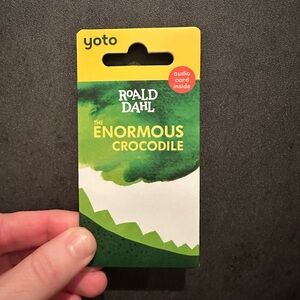 yoto
audio
card
inside
ROALD
DAHL
THE
ENORMOUS
CROCODILE